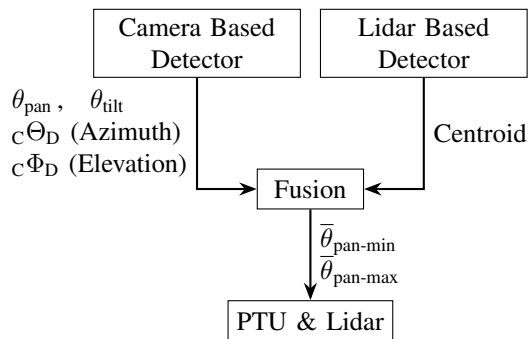 Camera Based
Detector
Lidar Based
Detector
θpan , θtilt
CΘD (Azimuth)
CΦD (Elevation)
Centroid
Fusion
θ̅pan-min
θ̅pan-max
PTU & Lidar